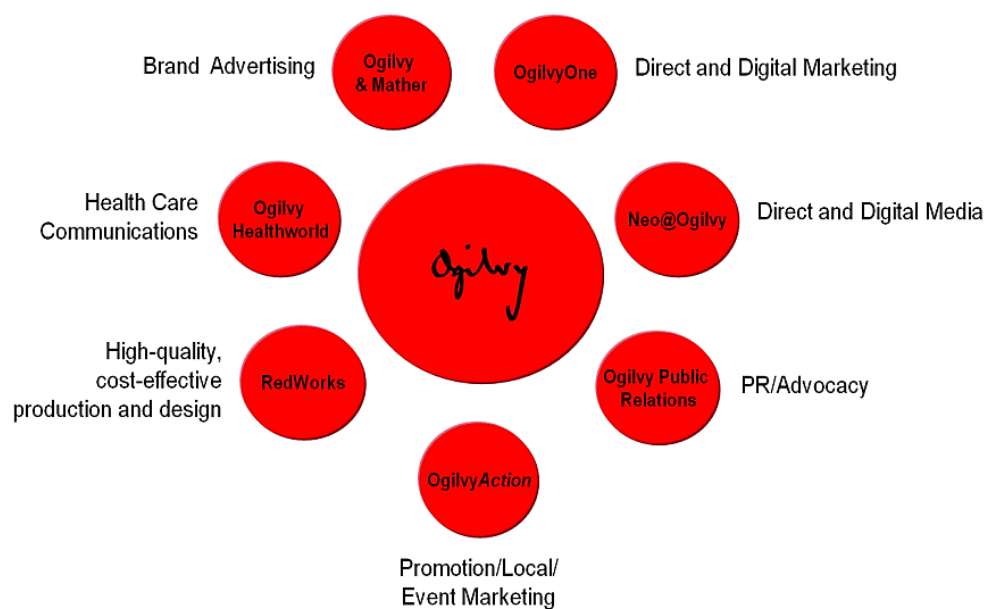 Brand Advertising
Ogilvy
& Mather
OgilvyOne
Direct and Digital Marketing
Health Care
Communications
Ogilvy
Healthworld
Ogilvy
Neo@Ogilvy
Direct and Digital Media
High-quality,
cost-effective
production and design
RedWorks
Ogilvy Public
Relations
PR/Advocacy
OgilvyAction
Promotion/Local/
Event Marketing